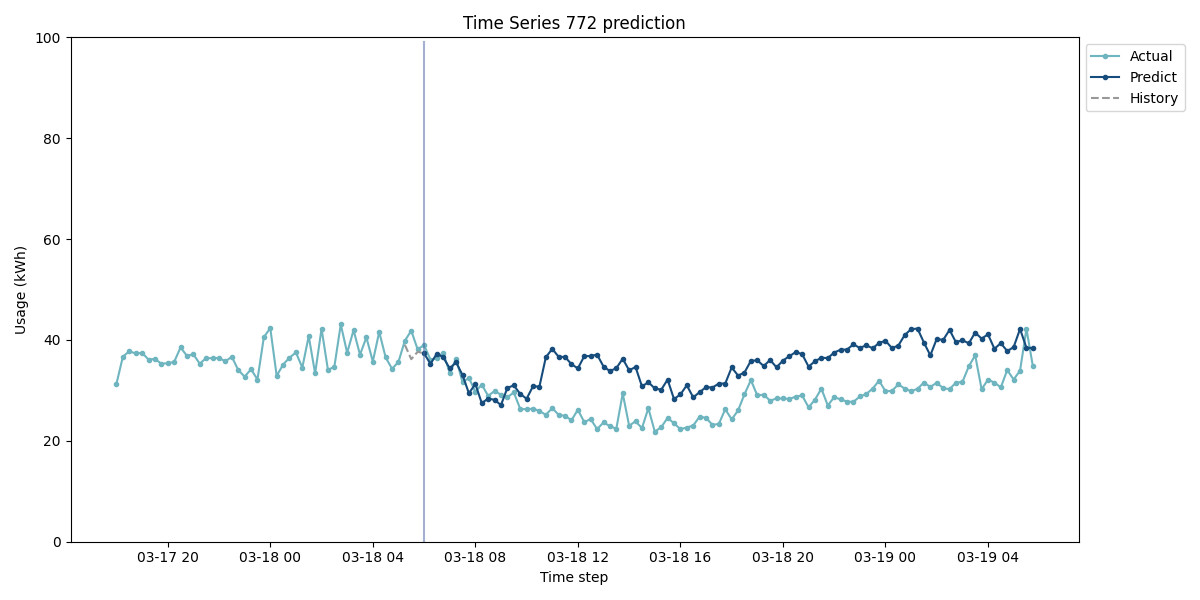 Time Series 772 prediction
100
80
60
40
20
0
Usage (kWh)
03-17 20
03-18 00
03-18 04
03-18 08
03-18 12
03-18 16
03-18 20
03-19 00
03-19 04
Time step
Actual
Predict
History